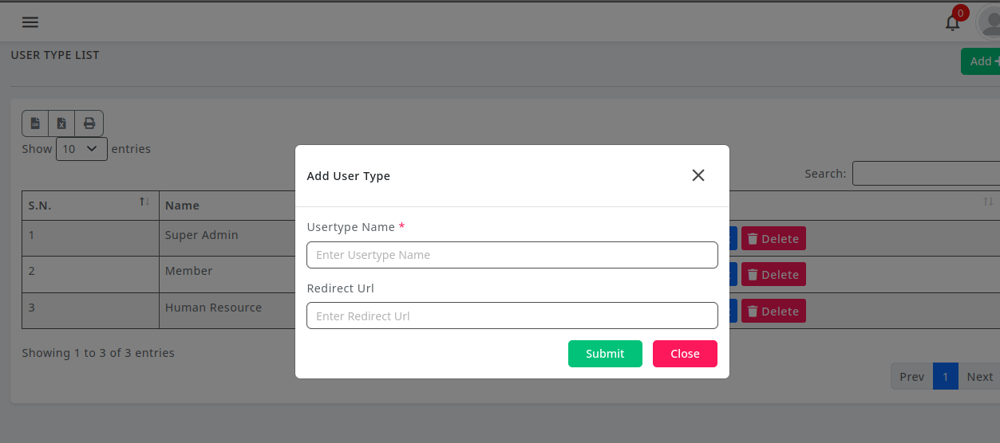 0
USER TYPE LIST
Add +
Show 10 entries
Search:
S.N. Name
1 Super Admin Delete
2 Member Delete
3 Human Resource Delete
Showing 1 to 3 of 3 entries
Prev 1 Next
Add User Type
Usertype Name *
Enter Usertype Name
Redirect Url
Enter Redirect Url
Submit Close